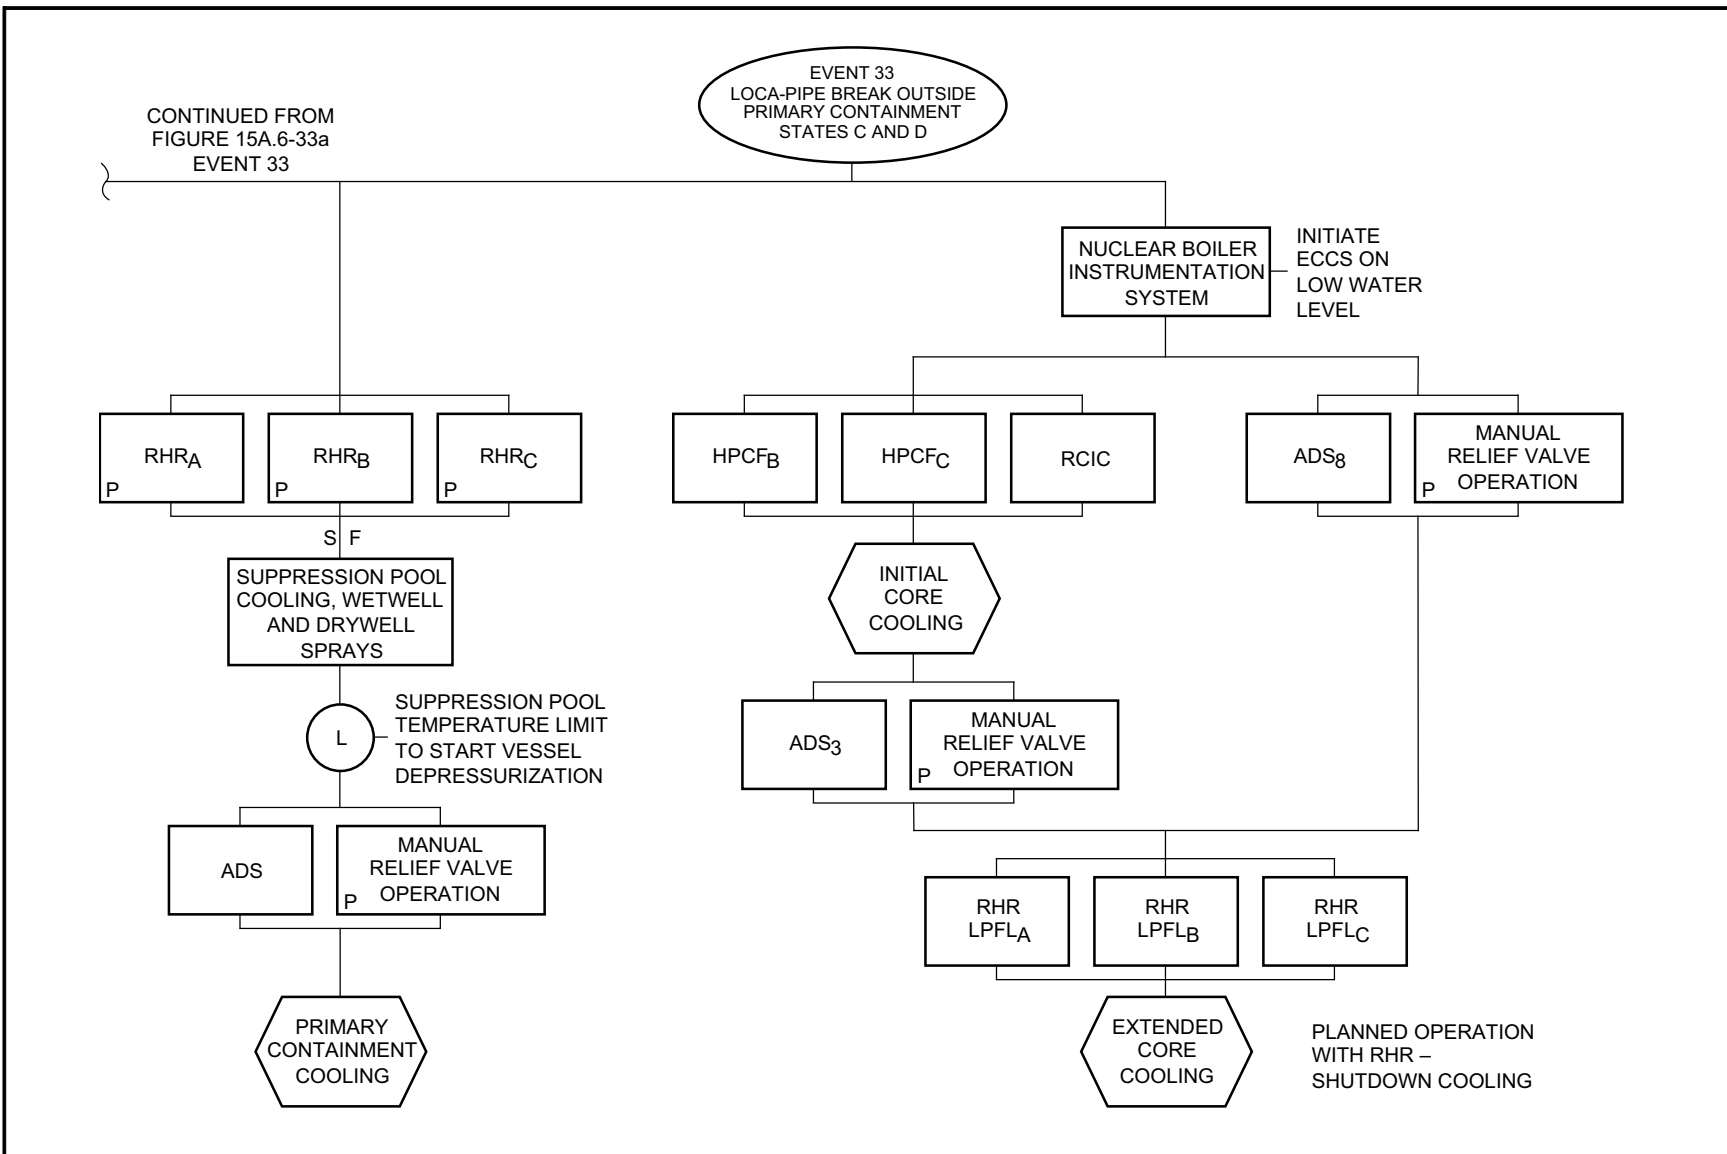 EVENT 33
LOCA-PIPE BREAK OUTSIDE
PRIMARY CONTAINMENT
STATES C AND D
CONTINUED FROM
FIGURE 15A.6-33a
EVENT 33
NUCLEAR BOILER
INSTRUMENTATION
SYSTEM
INITIATE
ECCS ON
LOW WATER
LEVEL
RHRA
P
RHRB
P
RHRC
P
HPCFB
HPCFC
RCIC
ADS8
MANUAL
RELIEF VALVE
OPERATION
P
S F
SUPPRESSION POOL
COOLING, WETWELL
AND DRYWELL
SPRAYS
INITIAL
CORE
COOLING
L
SUPPRESSION POOL
TEMPERATURE LIMIT
TO START VESSEL
DEPRESSURIZATION
ADS3
MANUAL
RELIEF VALVE
OPERATION
P
ADS
MANUAL
RELIEF VALVE
OPERATION
P
RHR
LPFLA
RHR
LPFLB
RHR
LPFLC
PRIMARY
CONTAINMENT
COOLING
EXTENDED
CORE
COOLING
PLANNED OPERATION
WITH RHR –
SHUTDOWN COOLING